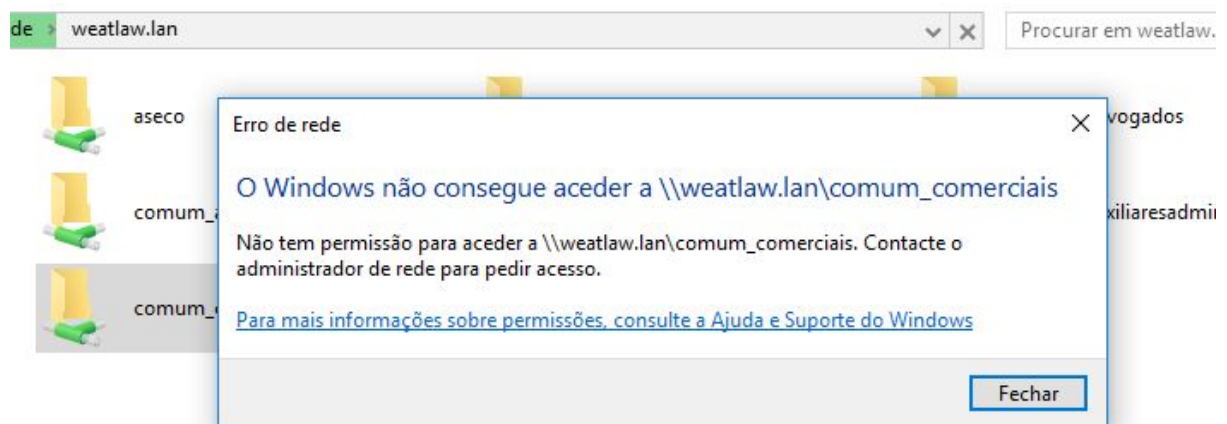 de > weatlaw.lan
Procurar em weatlaw.
aseco
vogados
comum_
xiliaresadmi
comum_
Erro de rede
O Windows não consegue aceder a \\weatlaw.lan\comum_comerciais
Não tem permissão para aceder a \\weatlaw.lan\comum_comerciais. Contacte o
administrador de rede para pedir acesso.
Para mais informações sobre permissões, consulte a Ajuda e Suporte do Windows
Fechar